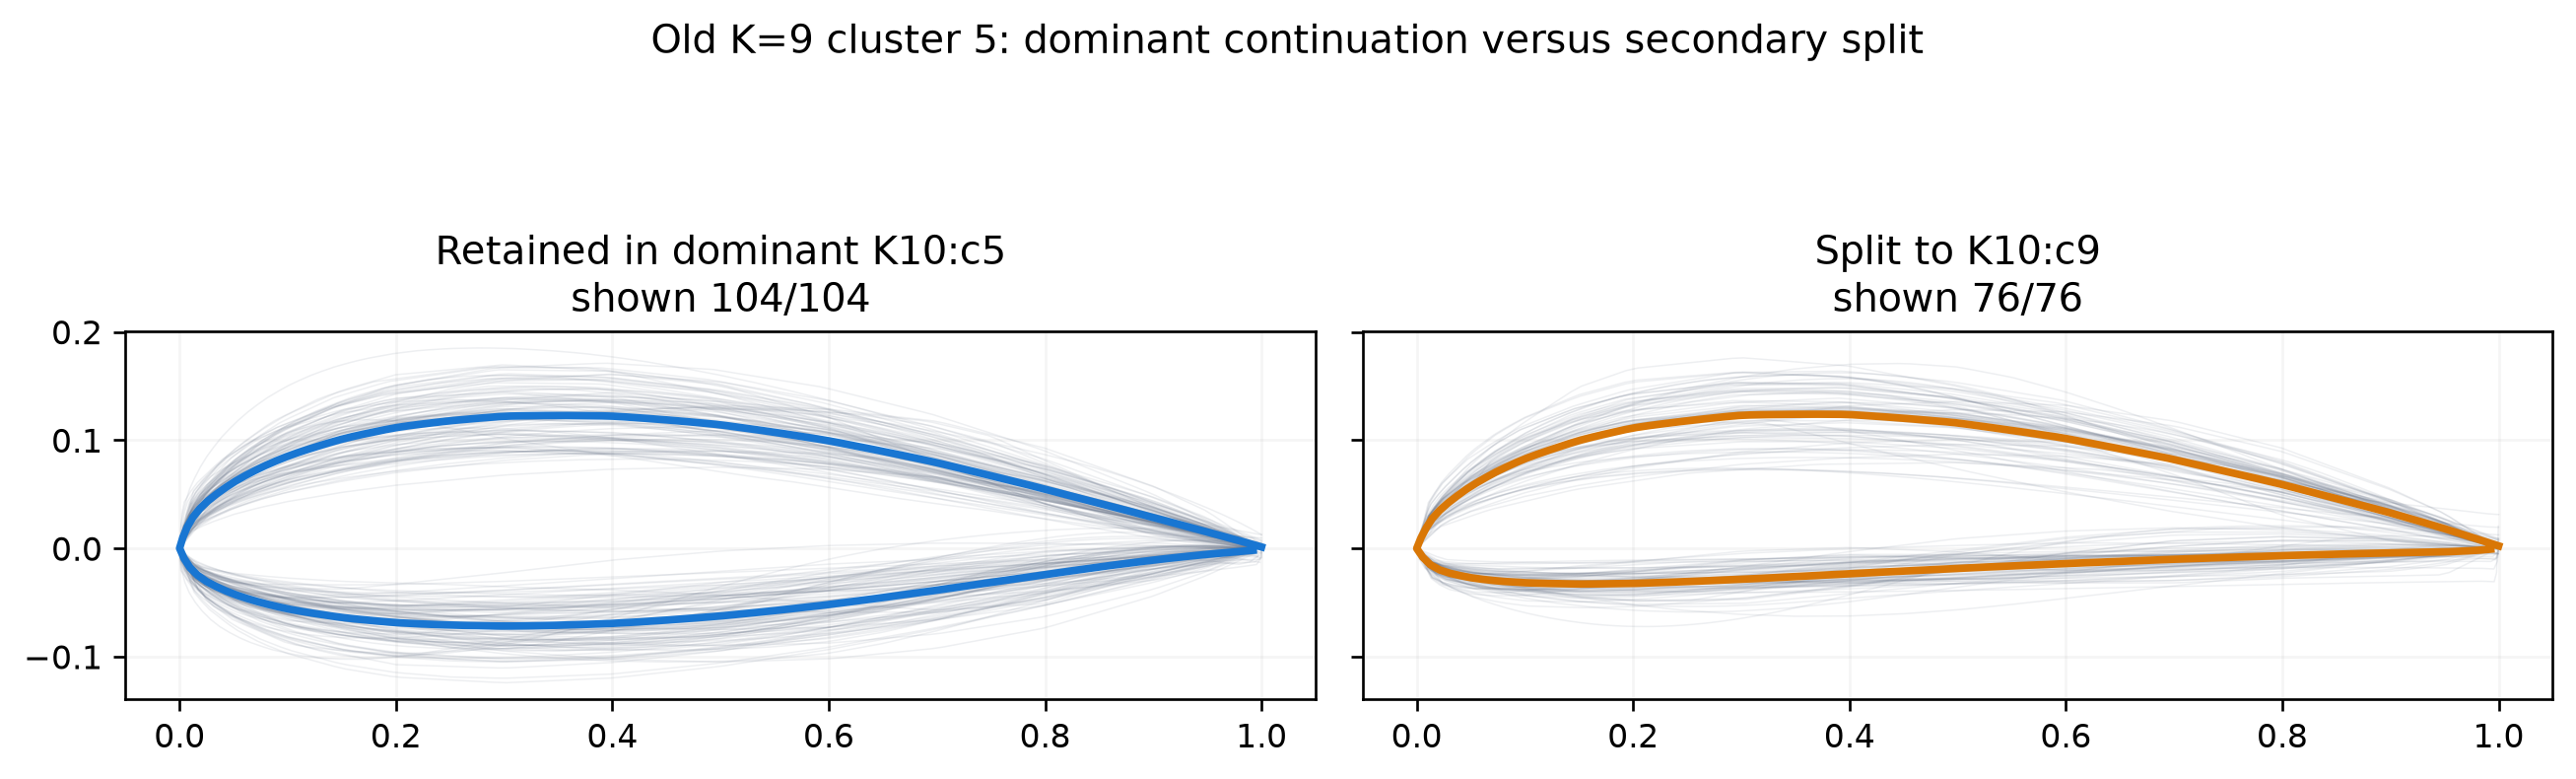 Old K=9 cluster 5: dominant continuation versus secondary split
Retained in dominant K10:c5
shown 104/104
Split to K10:c9
shown 76/76
0.2
0.1
0.0
−0.1
0.0 0.2 0.4 0.6 0.8 1.0
0.0 0.2 0.4 0.6 0.8 1.0